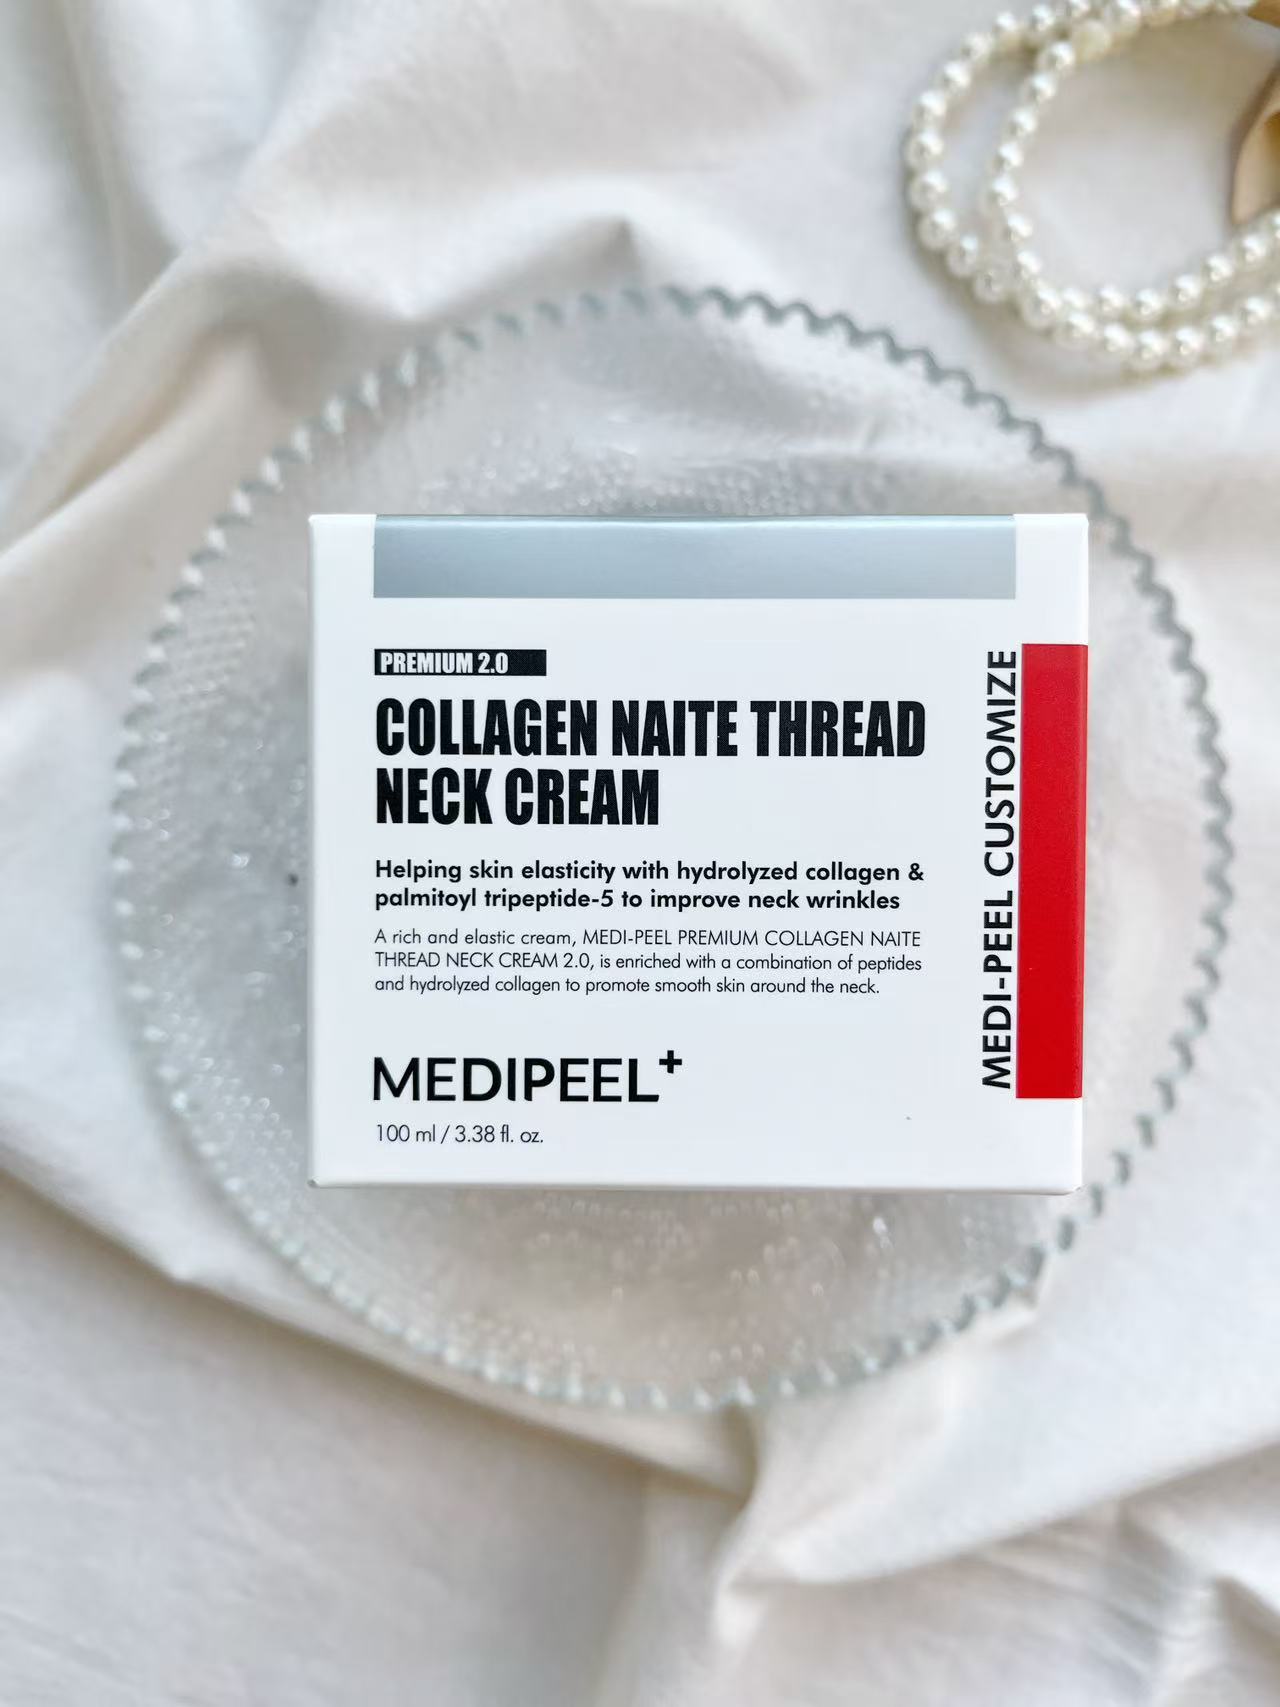 PREMIUM 2.0
COLLAGEN NAITE THREAD
NECK CREAM
Helping skin elasticity with hydrolyzed collagen &
palmitoyl tripeptide-5 to improve neck wrinkles
A rich and elastic cream, MEDI-PEEL PREMIUM COLLAGEN NAITE
THREAD NECK CREAM 2.0, is enriched with a combination of peptides
and hydrolyzed collagen to promote smooth skin around the neck.
MEDIPEEL+
100 ml / 3.38 fl. oz.
MEDI-PEEL CUSTOMIZE